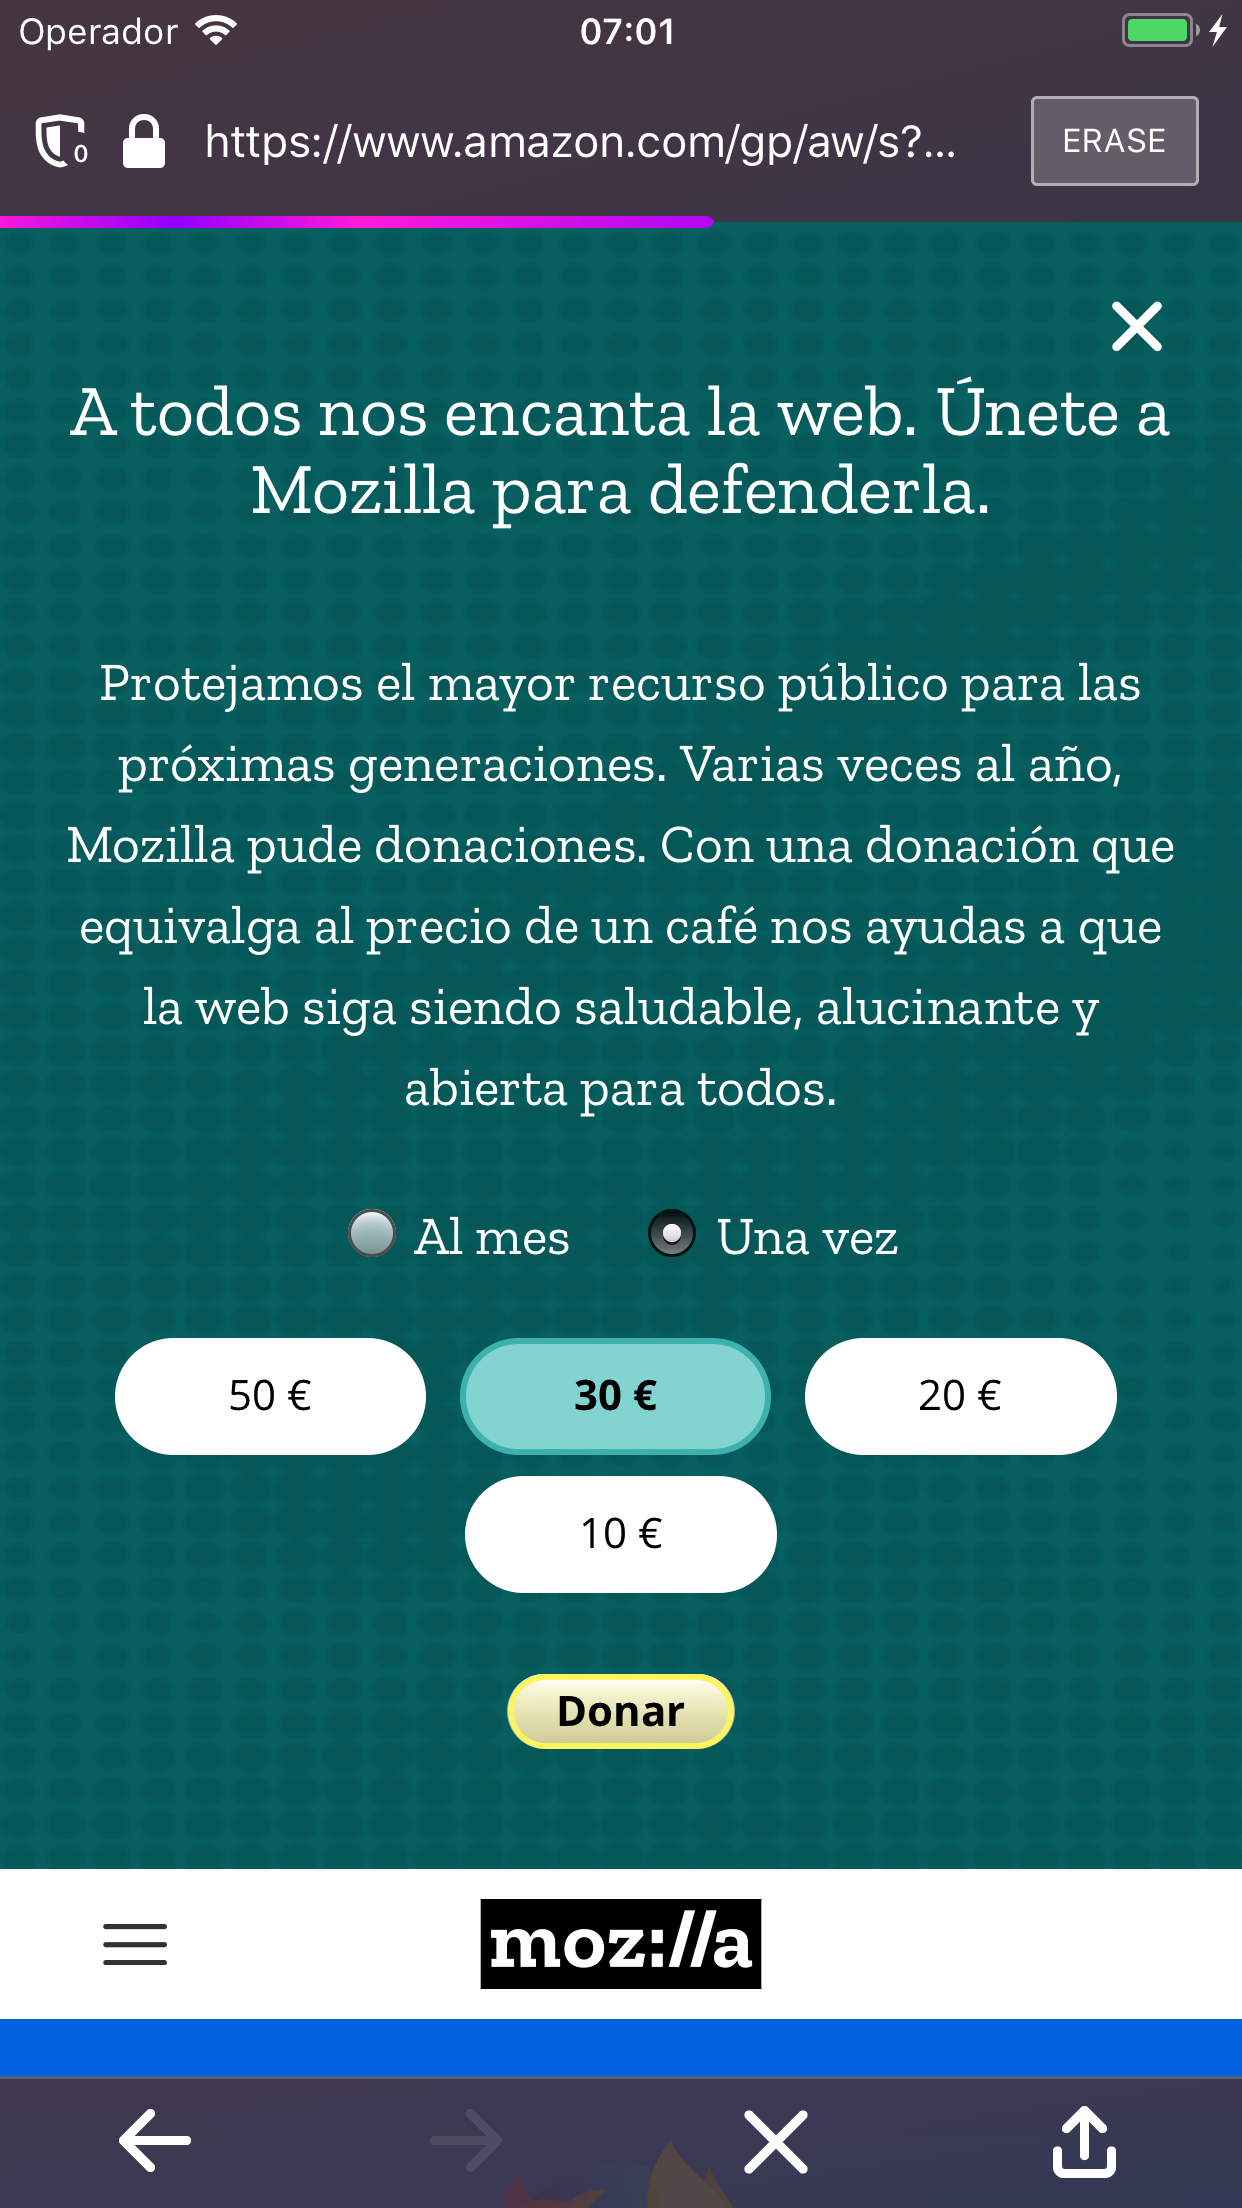 Operador 07:01
0 https://www.amazon.com/gp/aw/s?... ERASE
A todos nos encanta la web. Únete a
Mozilla para defenderla.
Protejamos el mayor recurso público para las
próximas generaciones. Varias veces al año,
Mozilla pude donaciones. Con una donación que
equivalga al precio de un café nos ayudas a que
la web siga siendo saludable, alucinante y
abierta para todos.
Al mes Una vez
50 € 30 € 20 €
10 €
Donar
moz://a